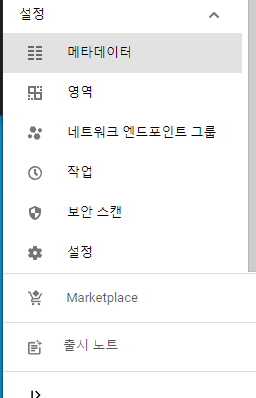 설정
메타데이터
영역
네트워크 엔드포인트 그룹
작업
보안 스캔
설정
Marketplace
출시 노트